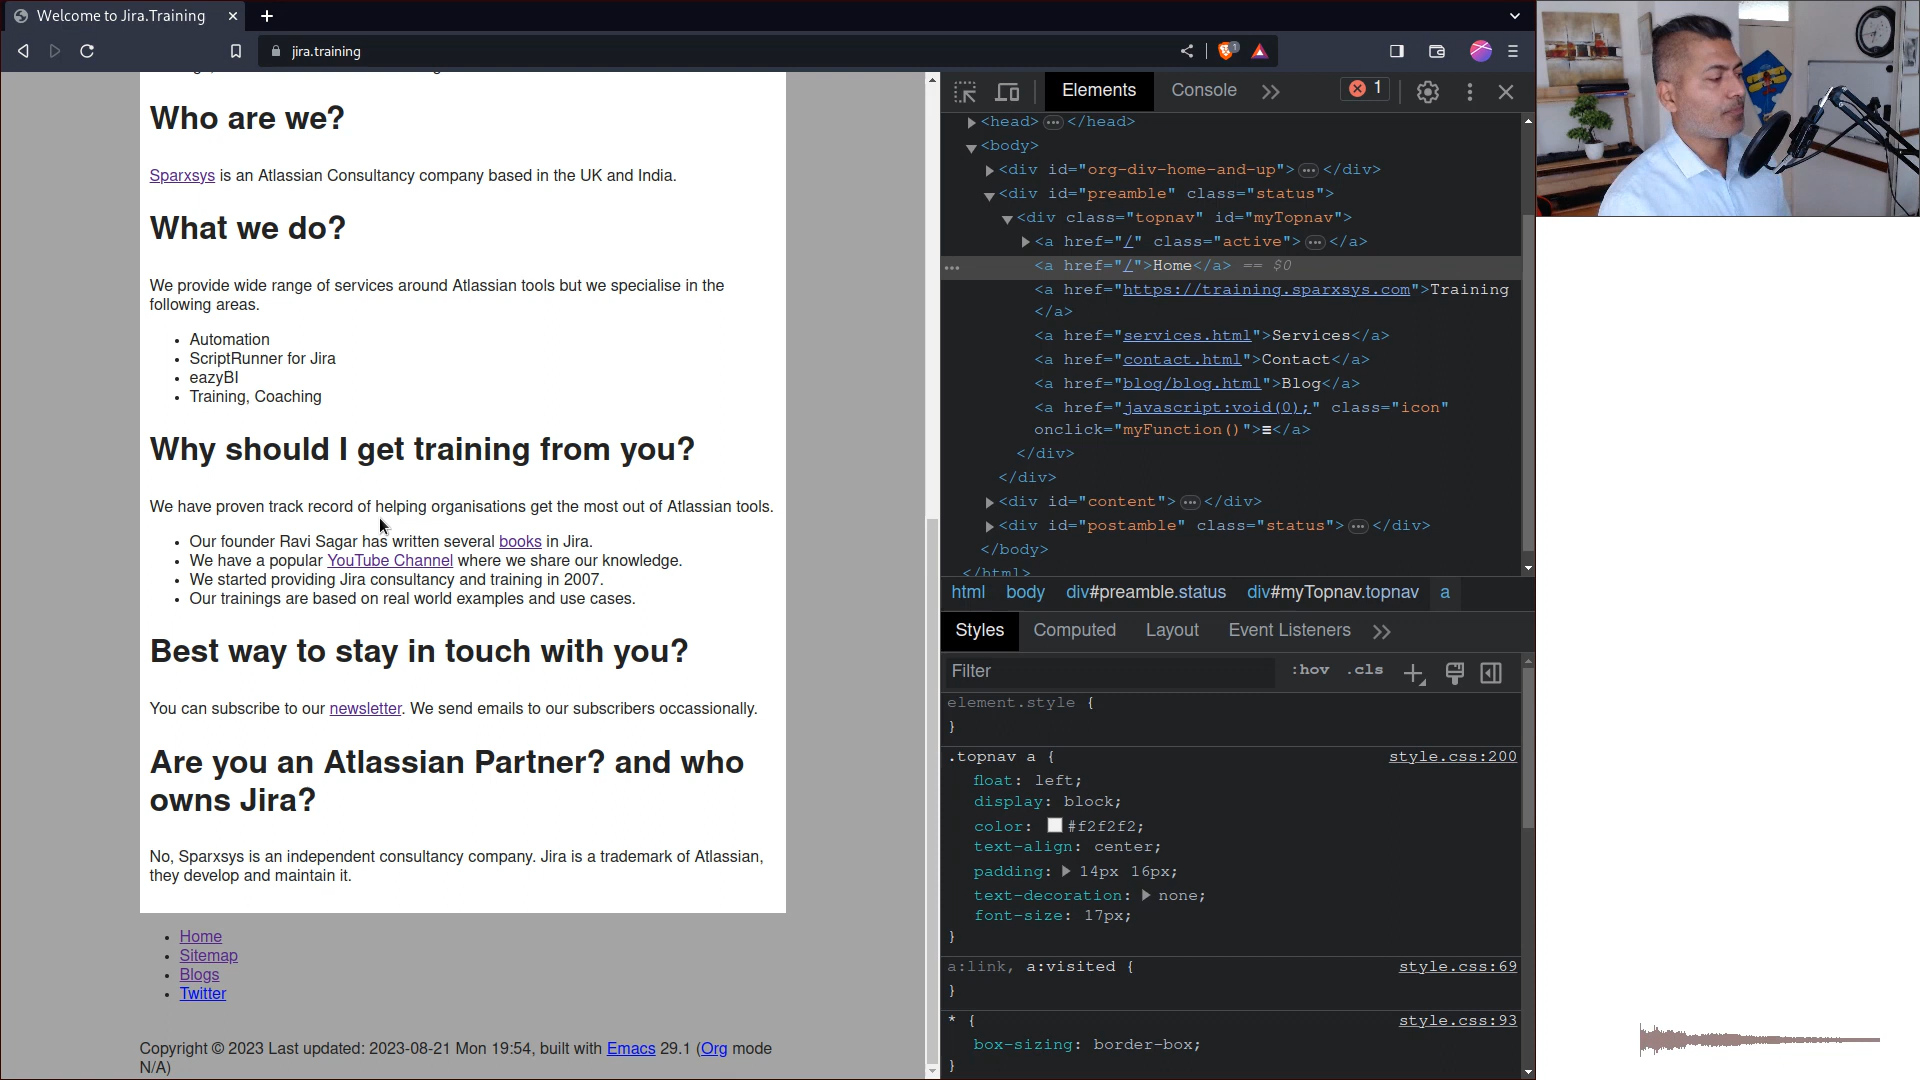 Welcome to Jira.Training
jira.training
1
Who are we?
Sparxsys is an Atlassian Consultancy company based in the UK and India.
What we do?
We provide wide range of services around Atlassian tools but we specialise in the
following areas.
• Automation
• ScriptRunner for Jira
• eazyBI
• Training, Coaching
Why should I get training from you?
We have proven track record of helping organisations get the most out of Atlassian tools.
• Our founder Ravi Sagar has written several books in Jira.
• We have a popular YouTube Channel where we share our knowledge.
• We started providing Jira consultancy and training in 2007.
• Our trainings are based on real world examples and use cases.
Best way to stay in touch with you?
You can subscribe to our newsletter. We send emails to our subscribers occassionally.
Are you an Atlassian Partner? and who
owns Jira?
No, Sparxsys is an independent consultancy company. Jira is a trademark of Atlassian,
they develop and maintain it.
• Home
• Sitemap
• Blogs
• Twitter
Copyright © 2023 Last updated: 2023-08-21 Mon 19:54, built with Emacs 29.1 (Org mode
N/A)
Elements Console 1
<head> ••• </head>
<body>
<div id="org-div-home-and-up"> ••• </div>
<div id="preamble" class="status">
<div class="topnav" id="myTopnav">
<a href="/" class="active"> ••• </a>
<a href="/">Home</a> == $0
<a href="https://training.sparxsys.com">Training
</a>
<a href="services.html">Services</a>
<a href="contact.html">Contact</a>
<a href="blog/blog.html">Blog</a>
<a href="javascript:void(0);" class="icon"
onclick="myFunction()">≡</a>
</div>
</div>
<div id="content"> ••• </div>
<div id="postamble" class="status"> ••• </div>
</body>
</html>
html body div#preamble.status div#myTopnav.topnav a
Styles Computed Layout Event Listeners
Filter :hov .cls
element.style {
}
.topnav a { style.css:200
float: left;
display: block;
color: #f2f2f2;
text-align: center;
padding: 14px 16px;
text-decoration: none;
font-size: 17px;
}
a:link, a:visited { style.css:69
}
* { style.css:93
box-sizing: border-box;
}